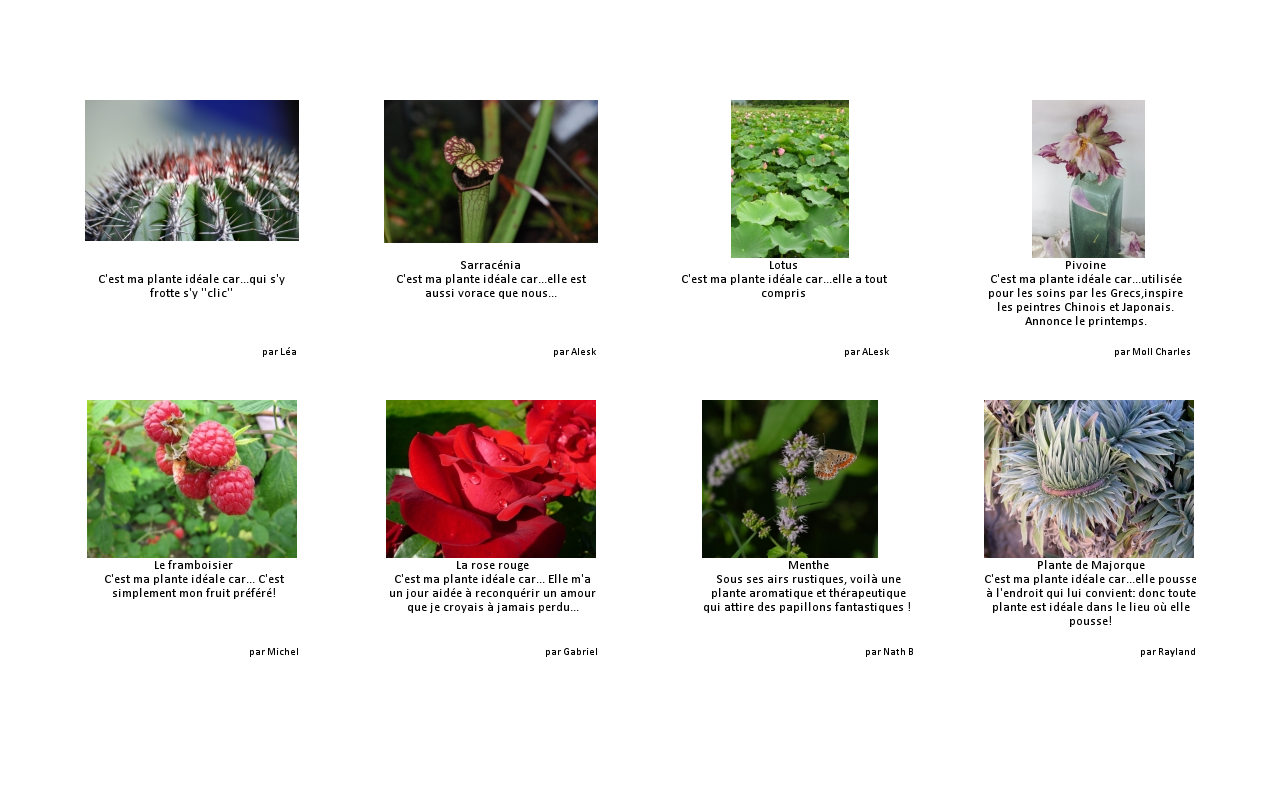 C'est ma plante idéale car...qui s'y
frotte s'y "clic"
par Léa
Sarracénia
C'est ma plante idéale car...elle est
aussi vorace que nous...
par Alesk
Lotus
C'est ma plante idéale car...elle a tout
compris
par ALesk
Pivoine
C'est ma plante idéale car...utilisée
pour les soins par les Grecs,inspire
les peintres Chinois et Japonais.
Annonce le printemps.
par Moll Charles
Le framboisier
C'est ma plante idéale car... C'est
simplement mon fruit préféré!
par Michel
La rose rouge
C'est ma plante idéale car... Elle m'a
un jour aidée à reconquérir un amour
que je croyais à jamais perdu...
par Gabriel
Menthe
Sous ses airs rustiques, voilà une
plante aromatique et thérapeutique
qui attire des papillons fantastiques !
par Nath B
Plante de Majorque
C'est ma plante idéale car...elle pousse
à l'endroit qui lui convient: donc toute
plante est idéale dans le lieu où elle
pousse!
par Rayland